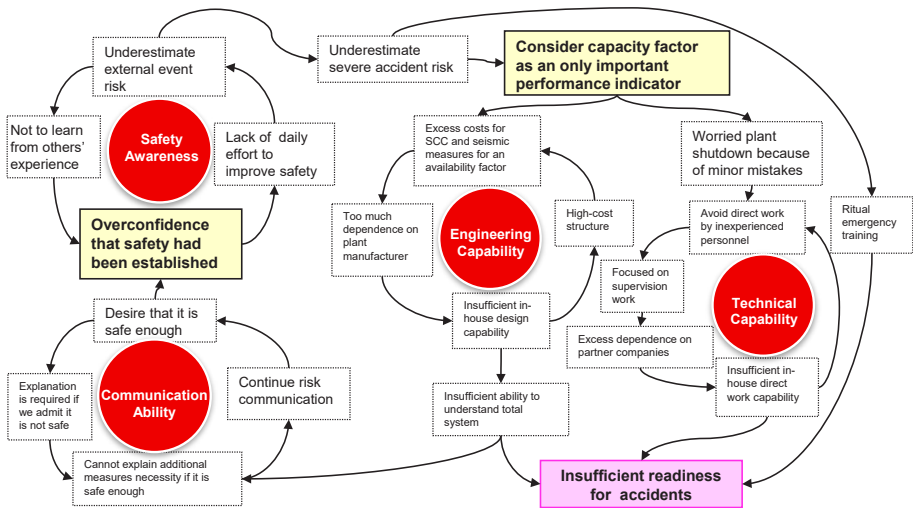 Underestimate
external event
risk
Underestimate
severe accident risk
Consider capacity factor
as an only important
performance indicator
Not to learn
from others'
experience
Safety
Awareness
Lack of daily
effort to
improve safety
Excess costs for
SCC and seismic
measures for an
availability factor
Worried plant
shutdown because
of minor mistakes
Overconfidence
that safety had
been established
Too much
dependence on
plant
manufacturer
Engineering
Capability
High-cost
structure
Avoid direct work
by inexperienced
personnel
Ritual
emergency
training
Focused on
supervision
work
Technical
Capability
Desire that it is
safe enough
Insufficient in-
house design
capability
Excess dependence on
partner companies
Explanation
is required if
we admit it
is not safe
Communication
Ability
Continue risk
communication
Insufficient ability to
understand total
system
Insufficient in-
house direct
work capability
Cannot explain additional
measures necessity if it is
safe enough
Insufficient readiness
for accidents